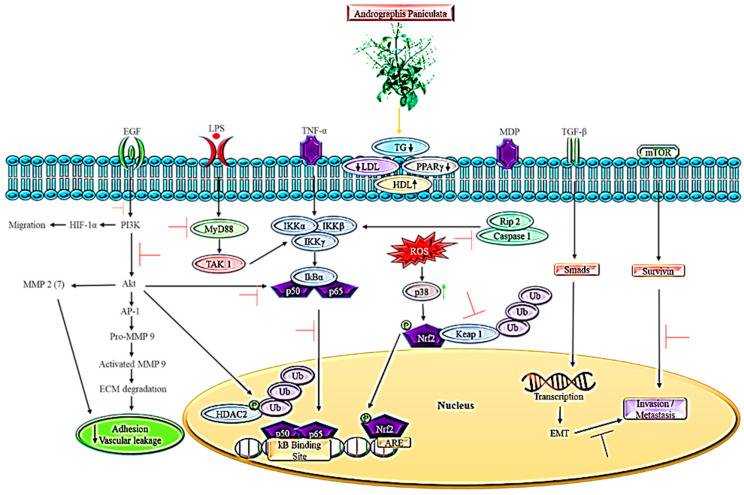 Andrographis Paniculata
EGF
LPS
TNF-α
TG
LDL
PPARγ
HDL
MDP
TGF-β
mTOR
Migration
HIF-1α
PI3K
MyD88
IKKα
IKKβ
IKKγ
Rip 2
Caspase 1
ROS
TAK 1
Smads
Survivin
MMP 2 (7)
Akt
IkBα
p50
p65
p38
Ub
Ub
Ub
AP-1
P
Nrf2
Keap 1
Pro-MMP 9
Activated MMP 9
ECM degradation
Ub
Ub
Ub
P
HDAC2
Nucleus
Transcription
Invasion /
Metastasis
Adhesion
Vascular leakage
p50
p65
kB Binding
Site
P
Nrf2
ARE
EMT